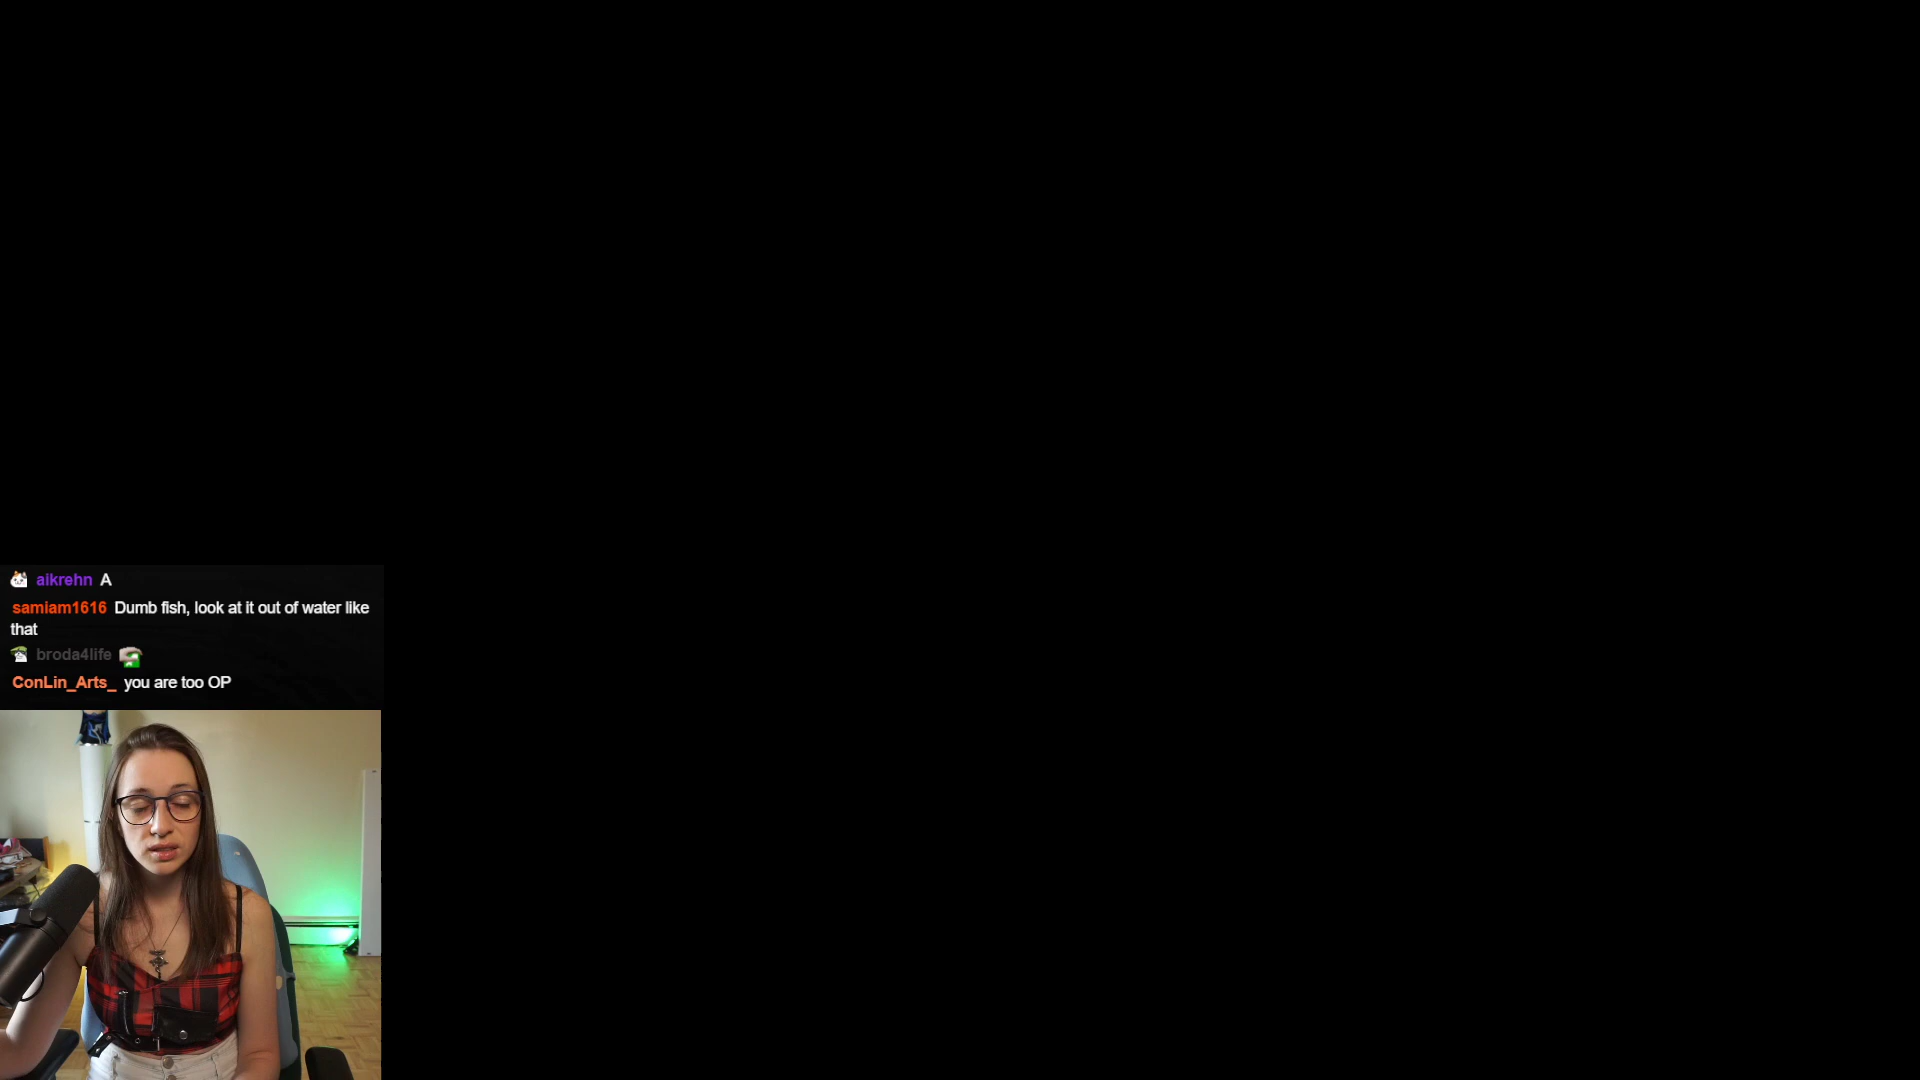 aikrehn A
samiam1616 Dumb fish, look at it out of water like
that
broda4life
ConLin_Arts_ you are too OP